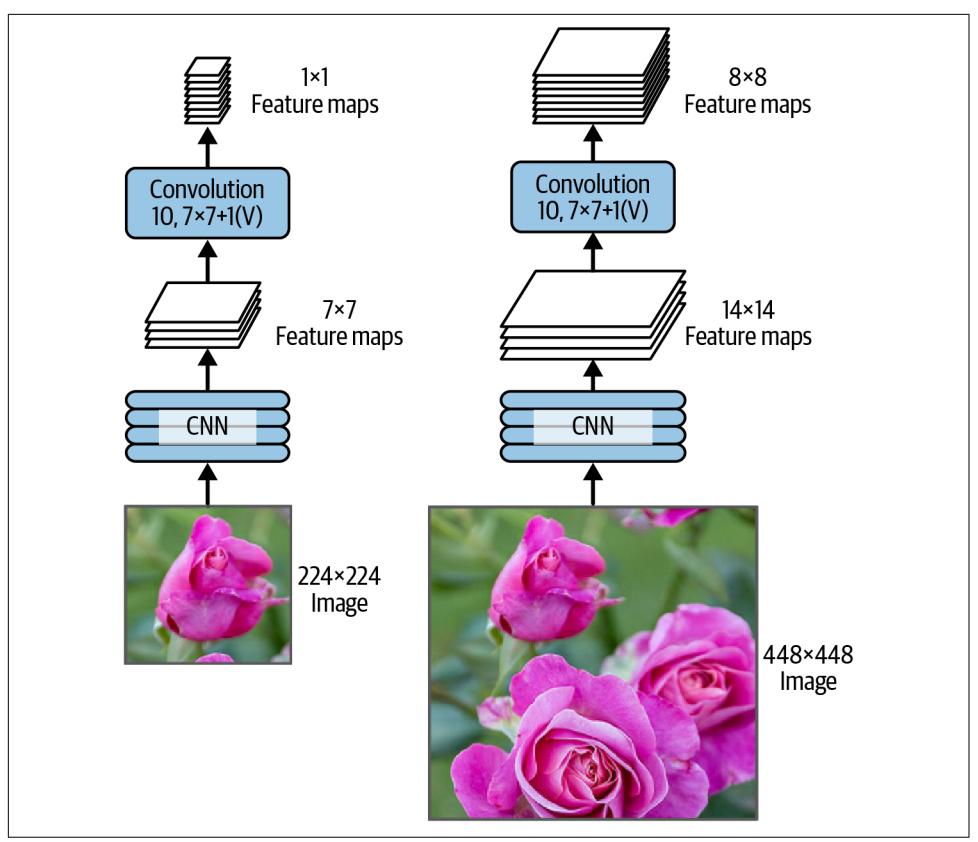 1×1
Feature maps
Convolution
10, 7×7+1(V)
7×7
Feature maps
CNN
224×224
Image
8×8
Feature maps
Convolution
10, 7×7+1(V)
14×14
Feature maps
CNN
448×448
Image